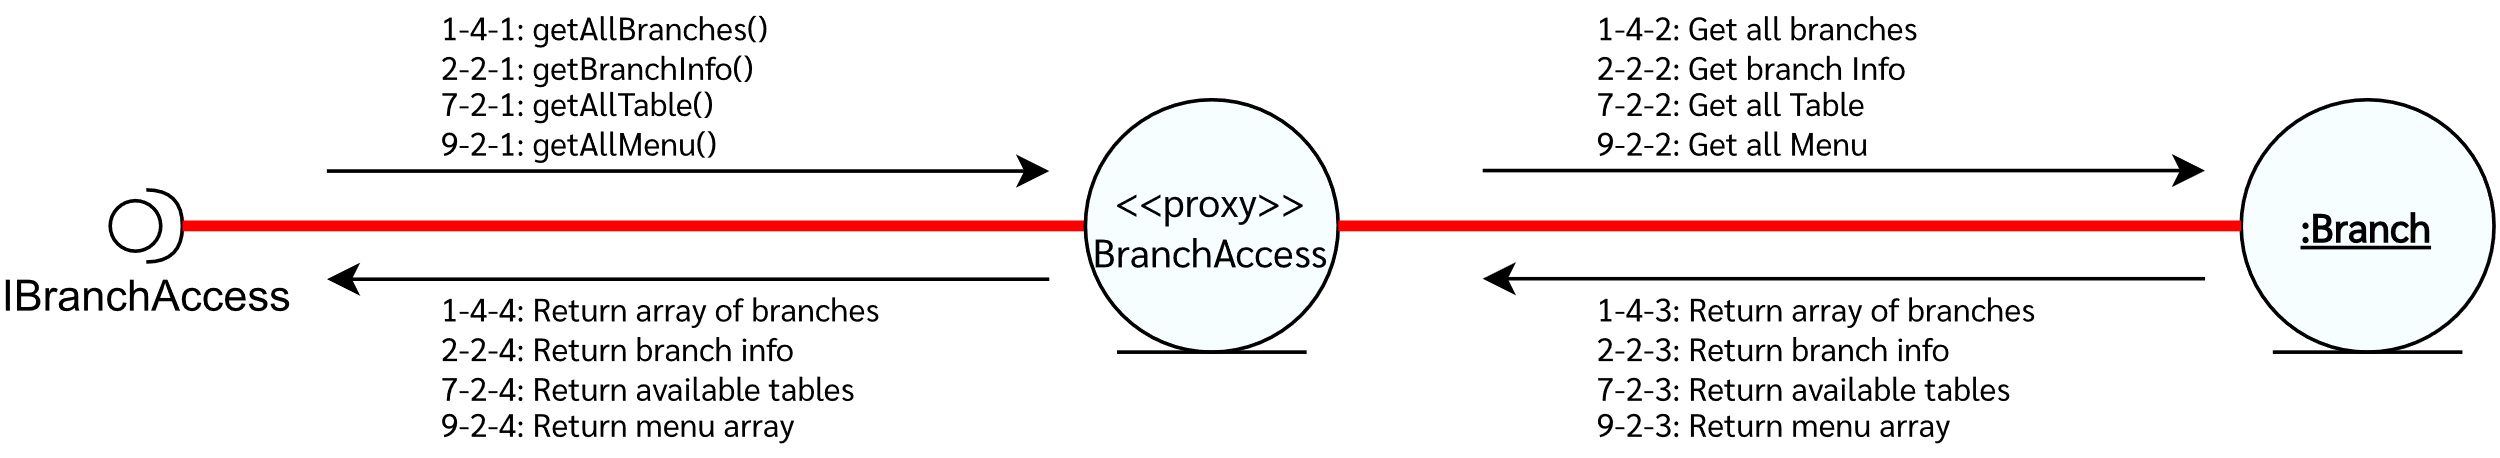 1-4-1: getAllBranches()
2-2-1: getBranchInfo()
7-2-1: getAllTable()
9-2-1: getAllMenu()
1-4-2: Get all branches
2-2-2: Get branch Info
7-2-2: Get all Table
9-2-2: Get all Menu
IBranchAccess
<<proxy>>
BranchAccess
:Branch
1-4-4: Return array of branches
2-2-4: Return branch info
7-2-4: Return available tables
9-2-4: Return menu array
1-4-3: Return array of branches
2-2-3: Return branch info
7-2-3: Return available tables
9-2-3: Return menu array